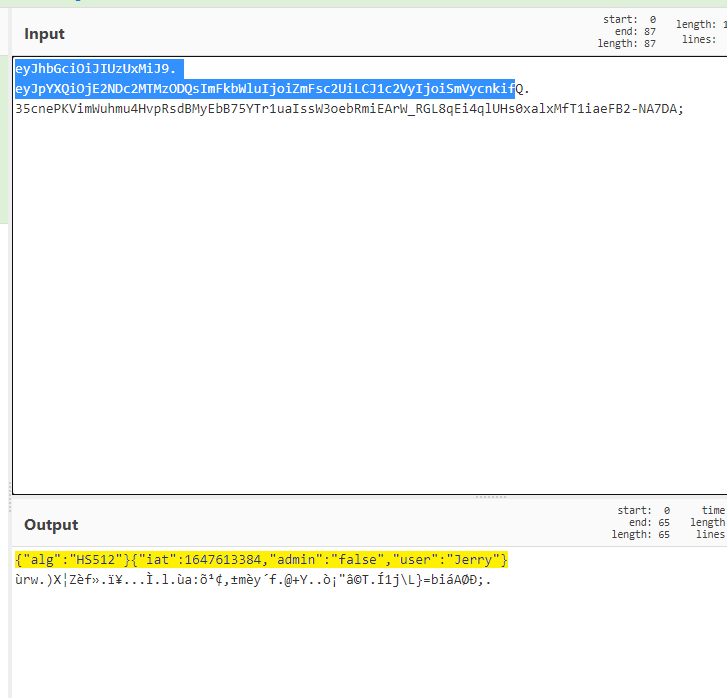 Input
start: 0
end: 87
length: 87
length: 1
lines:
eyJhbGciOiJIUzUxMiJ9.
eyJpYXQiOjE2NDc2MTMzODQsImFkbWluIjoiZmFsc2UiLCJ1c2VyIjoiSmVycnkifQ.
35cnePKVimWuhmu4HvpRsdBMyEbB75YTr1uaIssW3oebRmiEArW_RGL8qEi4qlUHs0xalxMfT1iaeFB2-NA7DA;
Output
start: 0
end: 65
length: 65
time
length
lines
{"alg":"HS512"}{"iat":1647613384,"admin":"false","user":"Jerry"}
ùrw.)X¦Zèf».ï¥...Ì.l.ùa:õ¹¢,±mèy´f.@+Y..ò¡"â©T.Í1j\L}=biáAØÐ;.